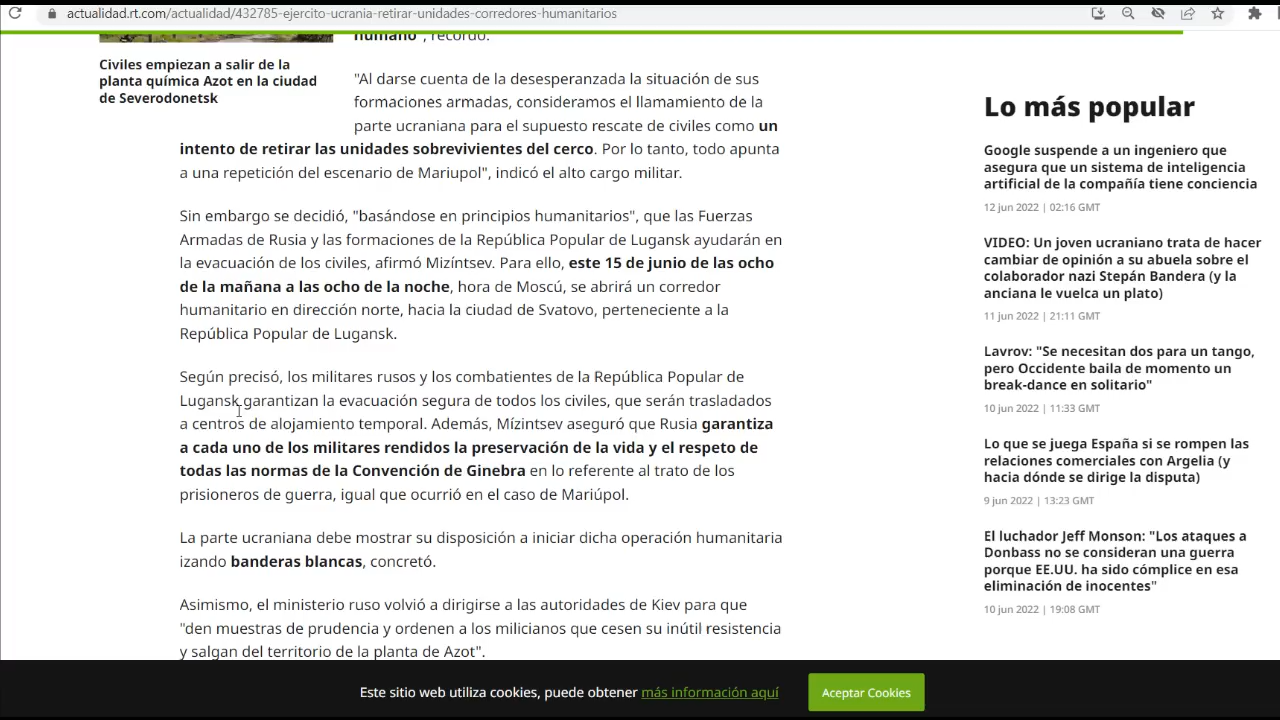 actualidad.rt.com/actualidad/432785-ejercito-ucrania-retirar-unidades-corredores-humanitarios
humano", recordó.
Civiles empiezan a salir de la
planta química Azot en la ciudad
de Severodonetsk
"Al darse cuenta de la desesperanzada la situación de sus
formaciones armadas, consideramos el llamamiento de la
parte ucraniana para el supuesto rescate de civiles como un
intento de retirar las unidades sobrevivientes del cerco. Por lo tanto, todo apunta
a una repetición del escenario de Mariupol", indicó el alto cargo militar.
Sin embargo se decidió, "basándose en principios humanitarios", que las Fuerzas
Armadas de Rusia y las formaciones de la República Popular de Lugansk ayudarán en
la evacuación de los civiles, afirmó Mizíntsev. Para ello, este 15 de junio de las ocho
de la mañana a las ocho de la noche, hora de Moscú, se abrirá un corredor
humanitario en dirección norte, hacia la ciudad de Svatovo, perteneciente a la
República Popular de Lugansk.
Según precisó, los militares rusos y los combatientes de la República Popular de
Lugansk garantizan la evacuación segura de todos los civiles, que serán trasladados
a centros de alojamiento temporal. Además, Mízintsev aseguró que Rusia garantiza
a cada uno de los militares rendidos la preservación de la vida y el respeto de
todas las normas de la Convención de Ginebra en lo referente al trato de los
prisioneros de guerra, igual que ocurrió en el caso de Mariúpol.
La parte ucraniana debe mostrar su disposición a iniciar dicha operación humanitaria
izando banderas blancas, concretó.
Asimismo, el ministerio ruso volvió a dirigirse a las autoridades de Kiev para que
"den muestras de prudencia y ordenen a los milicianos que cesen su inútil resistencia
y salgan del territorio de la planta de Azot".
Lo más popular
Google suspende a un ingeniero que
asegura que un sistema de inteligencia
artificial de la compañía tiene conciencia
12 jun 2022 | 02:16 GMT
VIDEO: Un joven ucraniano trata de hacer
cambiar de opinión a su abuela sobre el
colaborador nazi Stepán Bandera (y la
anciana le vuelca un plato)
11 jun 2022 | 21:11 GMT
Lavrov: "Se necesitan dos para un tango,
pero Occidente baila de momento un
break-dance en solitario"
10 jun 2022 | 11:33 GMT
Lo que se juega España si se rompen las
relaciones comerciales con Argelia (y
hacia dónde se dirige la disputa)
9 jun 2022 | 13:23 GMT
El luchador Jeff Monson: "Los ataques a
Donbass no se consideran una guerra
porque EE.UU. ha sido cómplice en esa
eliminación de inocentes"
10 jun 2022 | 19:08 GMT
Este sitio web utiliza cookies, puede obtener más información aquí
Aceptar Cookies